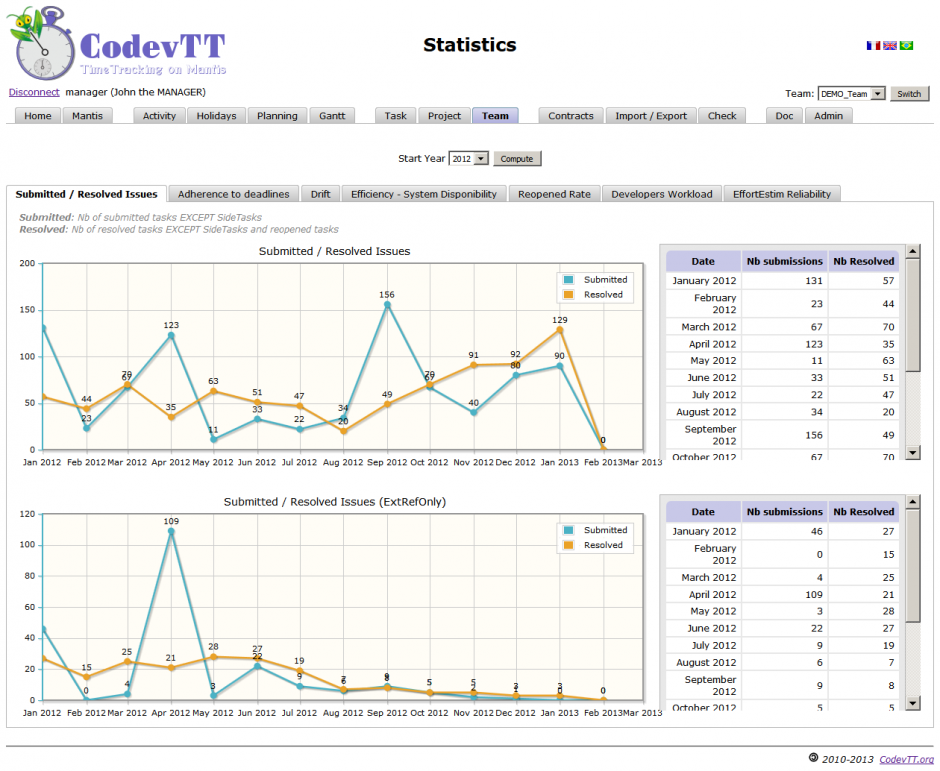 CodevTT
TimeTracking on Mantis
Statistics
Disconnect manager (John the MANAGER)
Team: DEMO_Team Switch
Home Mantis Activity Holidays Planning Gantt Task Project Team Contracts Import / Export Check Doc Admin
Start Year 2012 Compute
Submitted / Resolved Issues Adherence to deadlines Drift Efficiency - System Disponibility Reopened Rate Developers Workload EffortEstim Reliability
Submitted: Nb of submitted tasks EXCEPT SideTasks
Resolved: Nb of resolved tasks EXCEPT SideTasks and reopened tasks
Submitted / Resolved Issues
200
150
100
50
0
Submitted
Resolved
44 23 70 67 123 35 63 11 51 33 47 22 34 20 156 49 70 67 91 40 92 80 129 90 0
Jan 2012 Feb 2012 Mar 2012 Apr 2012 May 2012 Jun 2012 Jul 2012 Aug 2012 Sep 2012 Oct 2012 Nov 2012 Dec 2012 Jan 2013 Feb 2013 Mar 2013
Date Nb submissions Nb Resolved
January 2012 131 57
February
2012 23 44
March 2012 67 70
April 2012 123 35
May 2012 11 63
June 2012 33 51
July 2012 22 47
August 2012 34 20
September
2012 156 49
October 2012 67 70
Submitted / Resolved Issues (ExtRefOnly)
120
100
80
60
40
20
0
Submitted
Resolved
15 0 25 4 109 21 28 3 27 22 19 9 7 6 9 8 5 5 3 3 0
Jan 2012 Feb 2012 Mar 2012 Apr 2012 May 2012 Jun 2012 Jul 2012 Aug 2012 Sep 2012 Oct 2012 Nov 2012 Dec 2012 Jan 2013 Feb 2013 Mar 2013
Date Nb submissions Nb Resolved
January 2012 46 27
February
2012 0 15
March 2012 4 25
April 2012 109 21
May 2012 3 28
June 2012 22 27
July 2012 9 19
August 2012 6 7
September
2012 9 8
October 2012 5 5
2010-2013 CodevTT.org